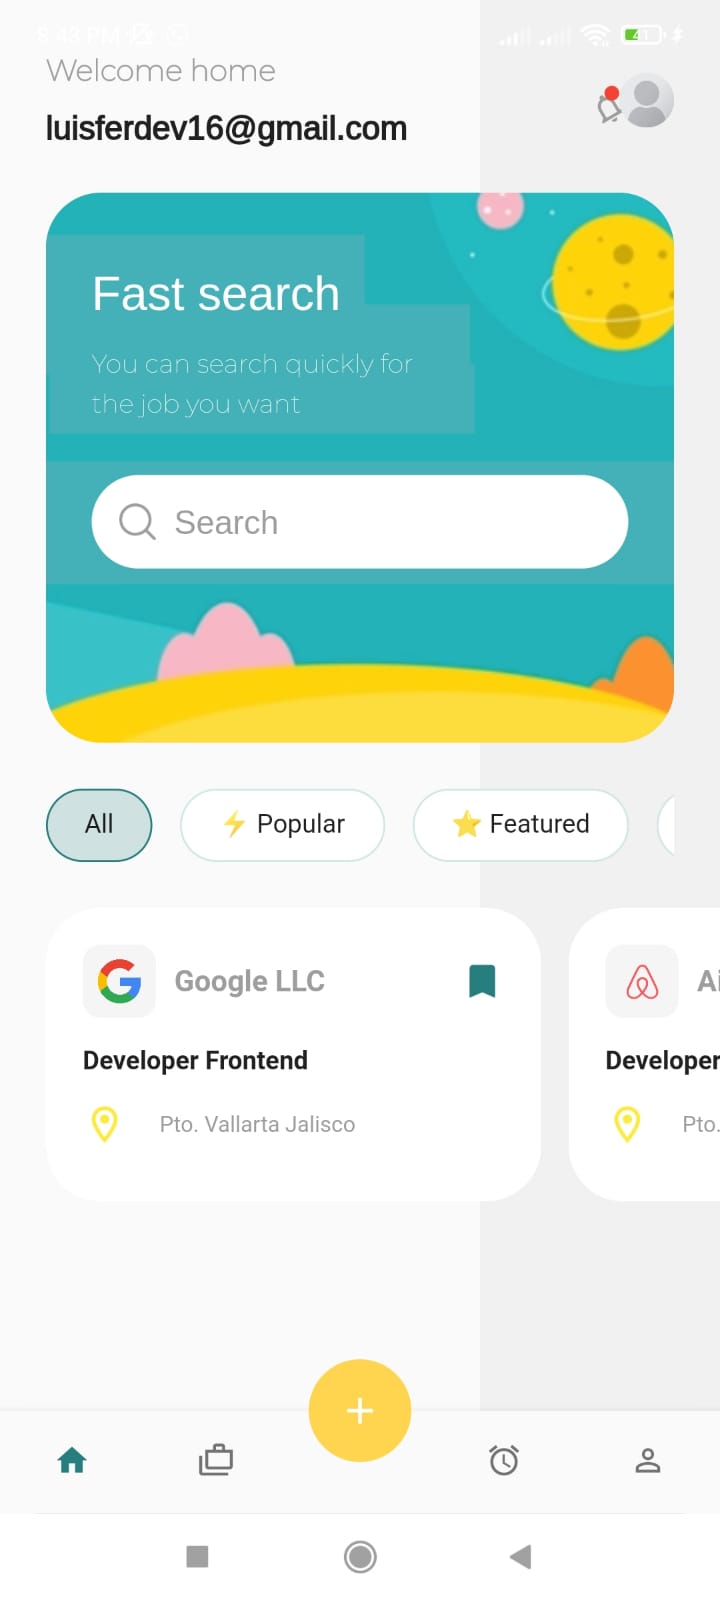 8:43 PM
41
Welcome home
luisferdev16@gmail.com
Fast search
You can search quickly for
the job you want
Search
All
Popular
Featured
Google LLC
Ai
Developer Frontend
Developer
Pto. Vallarta Jalisco
Pto.